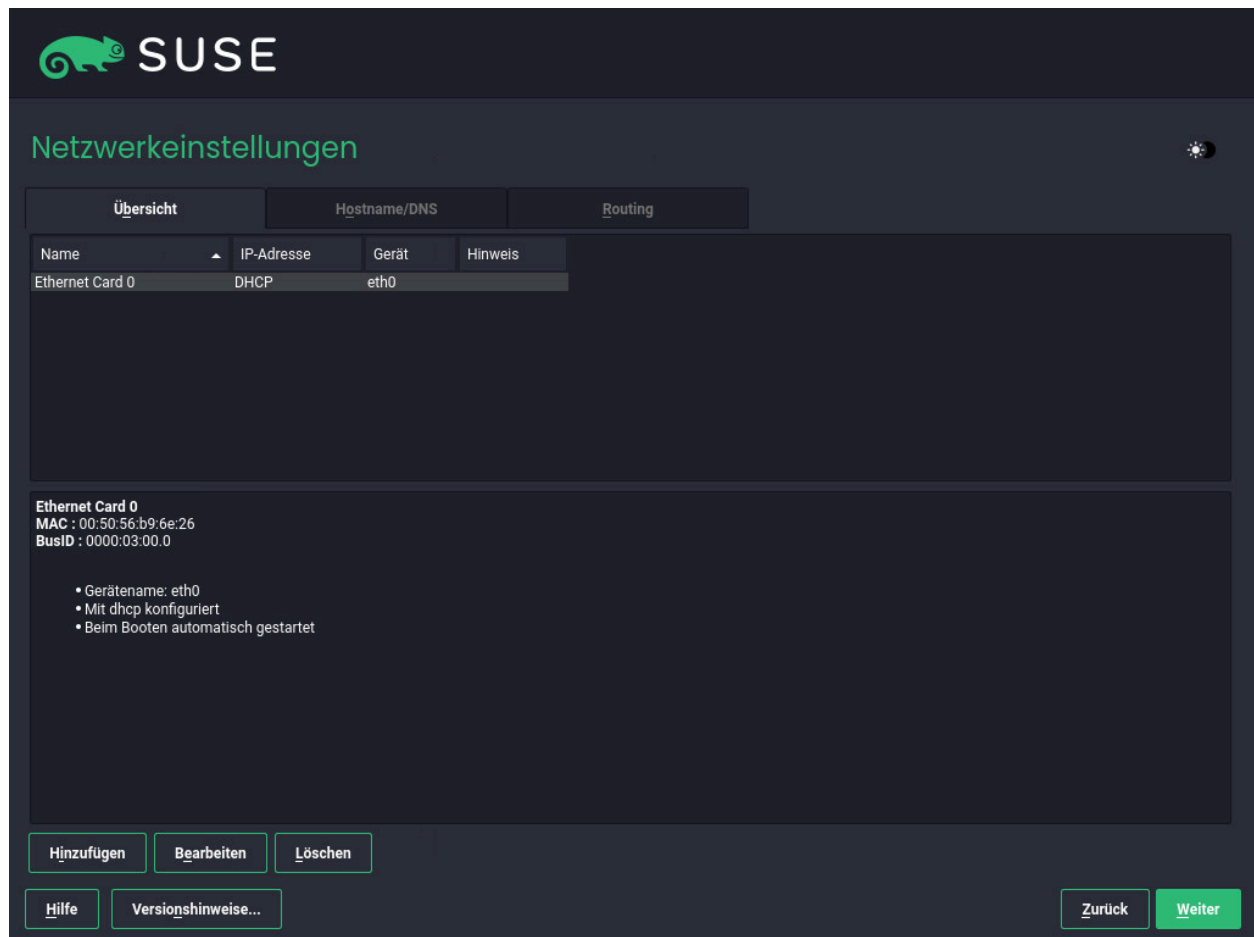 SUSE
Netzwerkeinstellungen
Übersicht Hostname/DNS Routing
Name IP-Adresse Gerät Hinweis
Ethernet Card 0 DHCP eth0
Ethernet Card 0
MAC : 00:50:56:b9:6e:26
BusID : 0000:03:00.0
• Gerätename: eth0
• Mit dhcp konfiguriert
• Beim Booten automatisch gestartet
Hinzufügen Bearbeiten Löschen
Hilfe Versionshinweise... Zurück Weiter